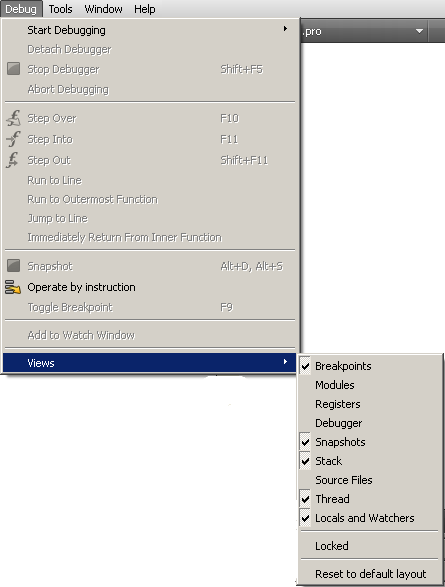 Debug Tools Window Help
.pro
Start Debugging
Detach Debugger
Stop Debugger Shift+F5
Abort Debugging
Step Over F10
Step Into F11
Step Out Shift+F11
Run to Line
Run to Outermost Function
Jump to Line
Immediately Return From Inner Function
Snapshot Alt+D, Alt+S
Operate by instruction
Toggle Breakpoint F9
Add to Watch Window
Views
Breakpoints
Modules
Registers
Debugger
Snapshots
Stack
Source Files
Thread
Locals and Watchers
Locked
Reset to default layout